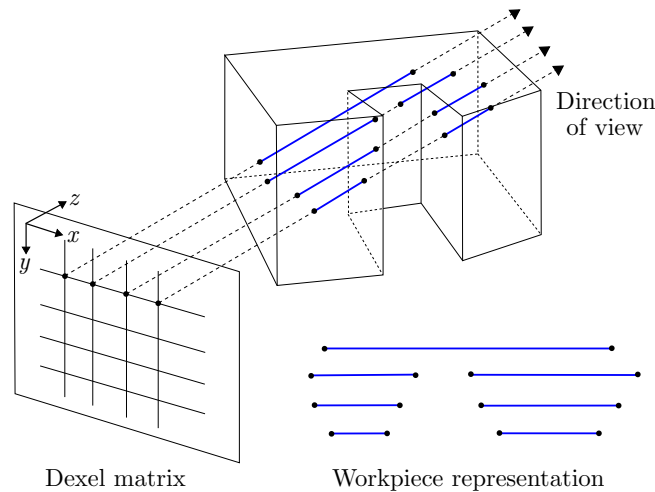 Direction
of view
z
x
y
Dexel matrix
Workpiece representation